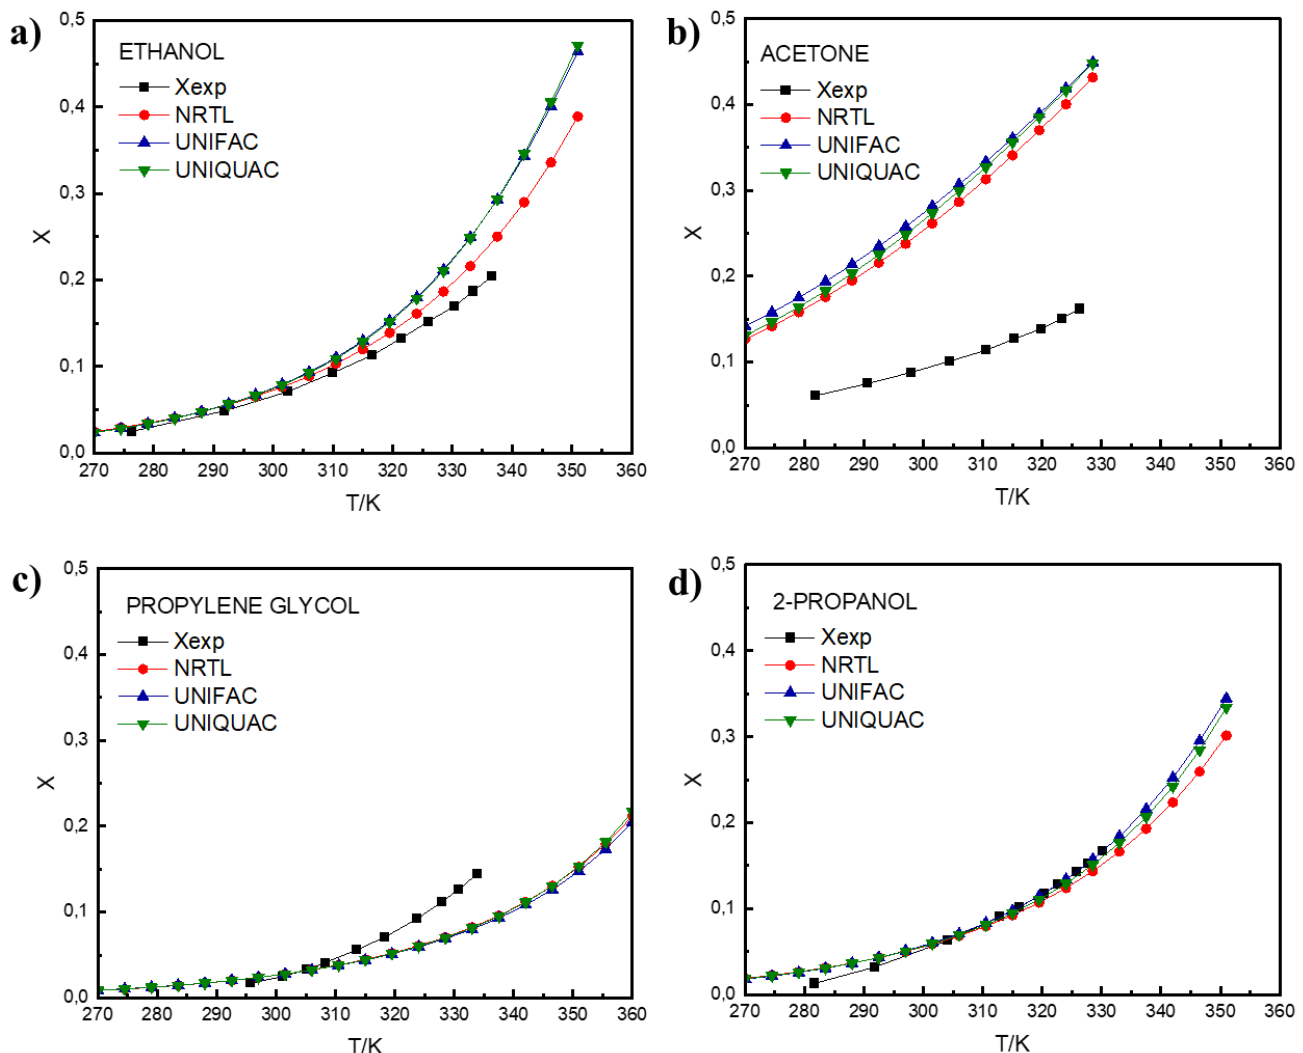 a)
ETHANOL
Xexp
NRTL
UNIFAC
UNIQUAC
X
0,5
0,4
0,3
0,2
0,1
0,0
270 280 290 300 310 320 330 340 350 360
T/K
b)
ACETONE
Xexp
NRTL
UNIFAC
UNIQUAC
X
0,5
0,4
0,3
0,2
0,1
0,0
270 280 290 300 310 320 330 340 350 360
T/K
c)
PROPYLENE GLYCOL
Xexp
NRTL
UNIFAC
UNIQUAC
X
0,5
0,4
0,3
0,2
0,1
0,0
270 280 290 300 310 320 330 340 350 360
T/K
d)
2-PROPANOL
Xexp
NRTL
UNIFAC
UNIQUAC
X
0,5
0,4
0,3
0,2
0,1
0,0
270 280 290 300 310 320 330 340 350 360
T/K